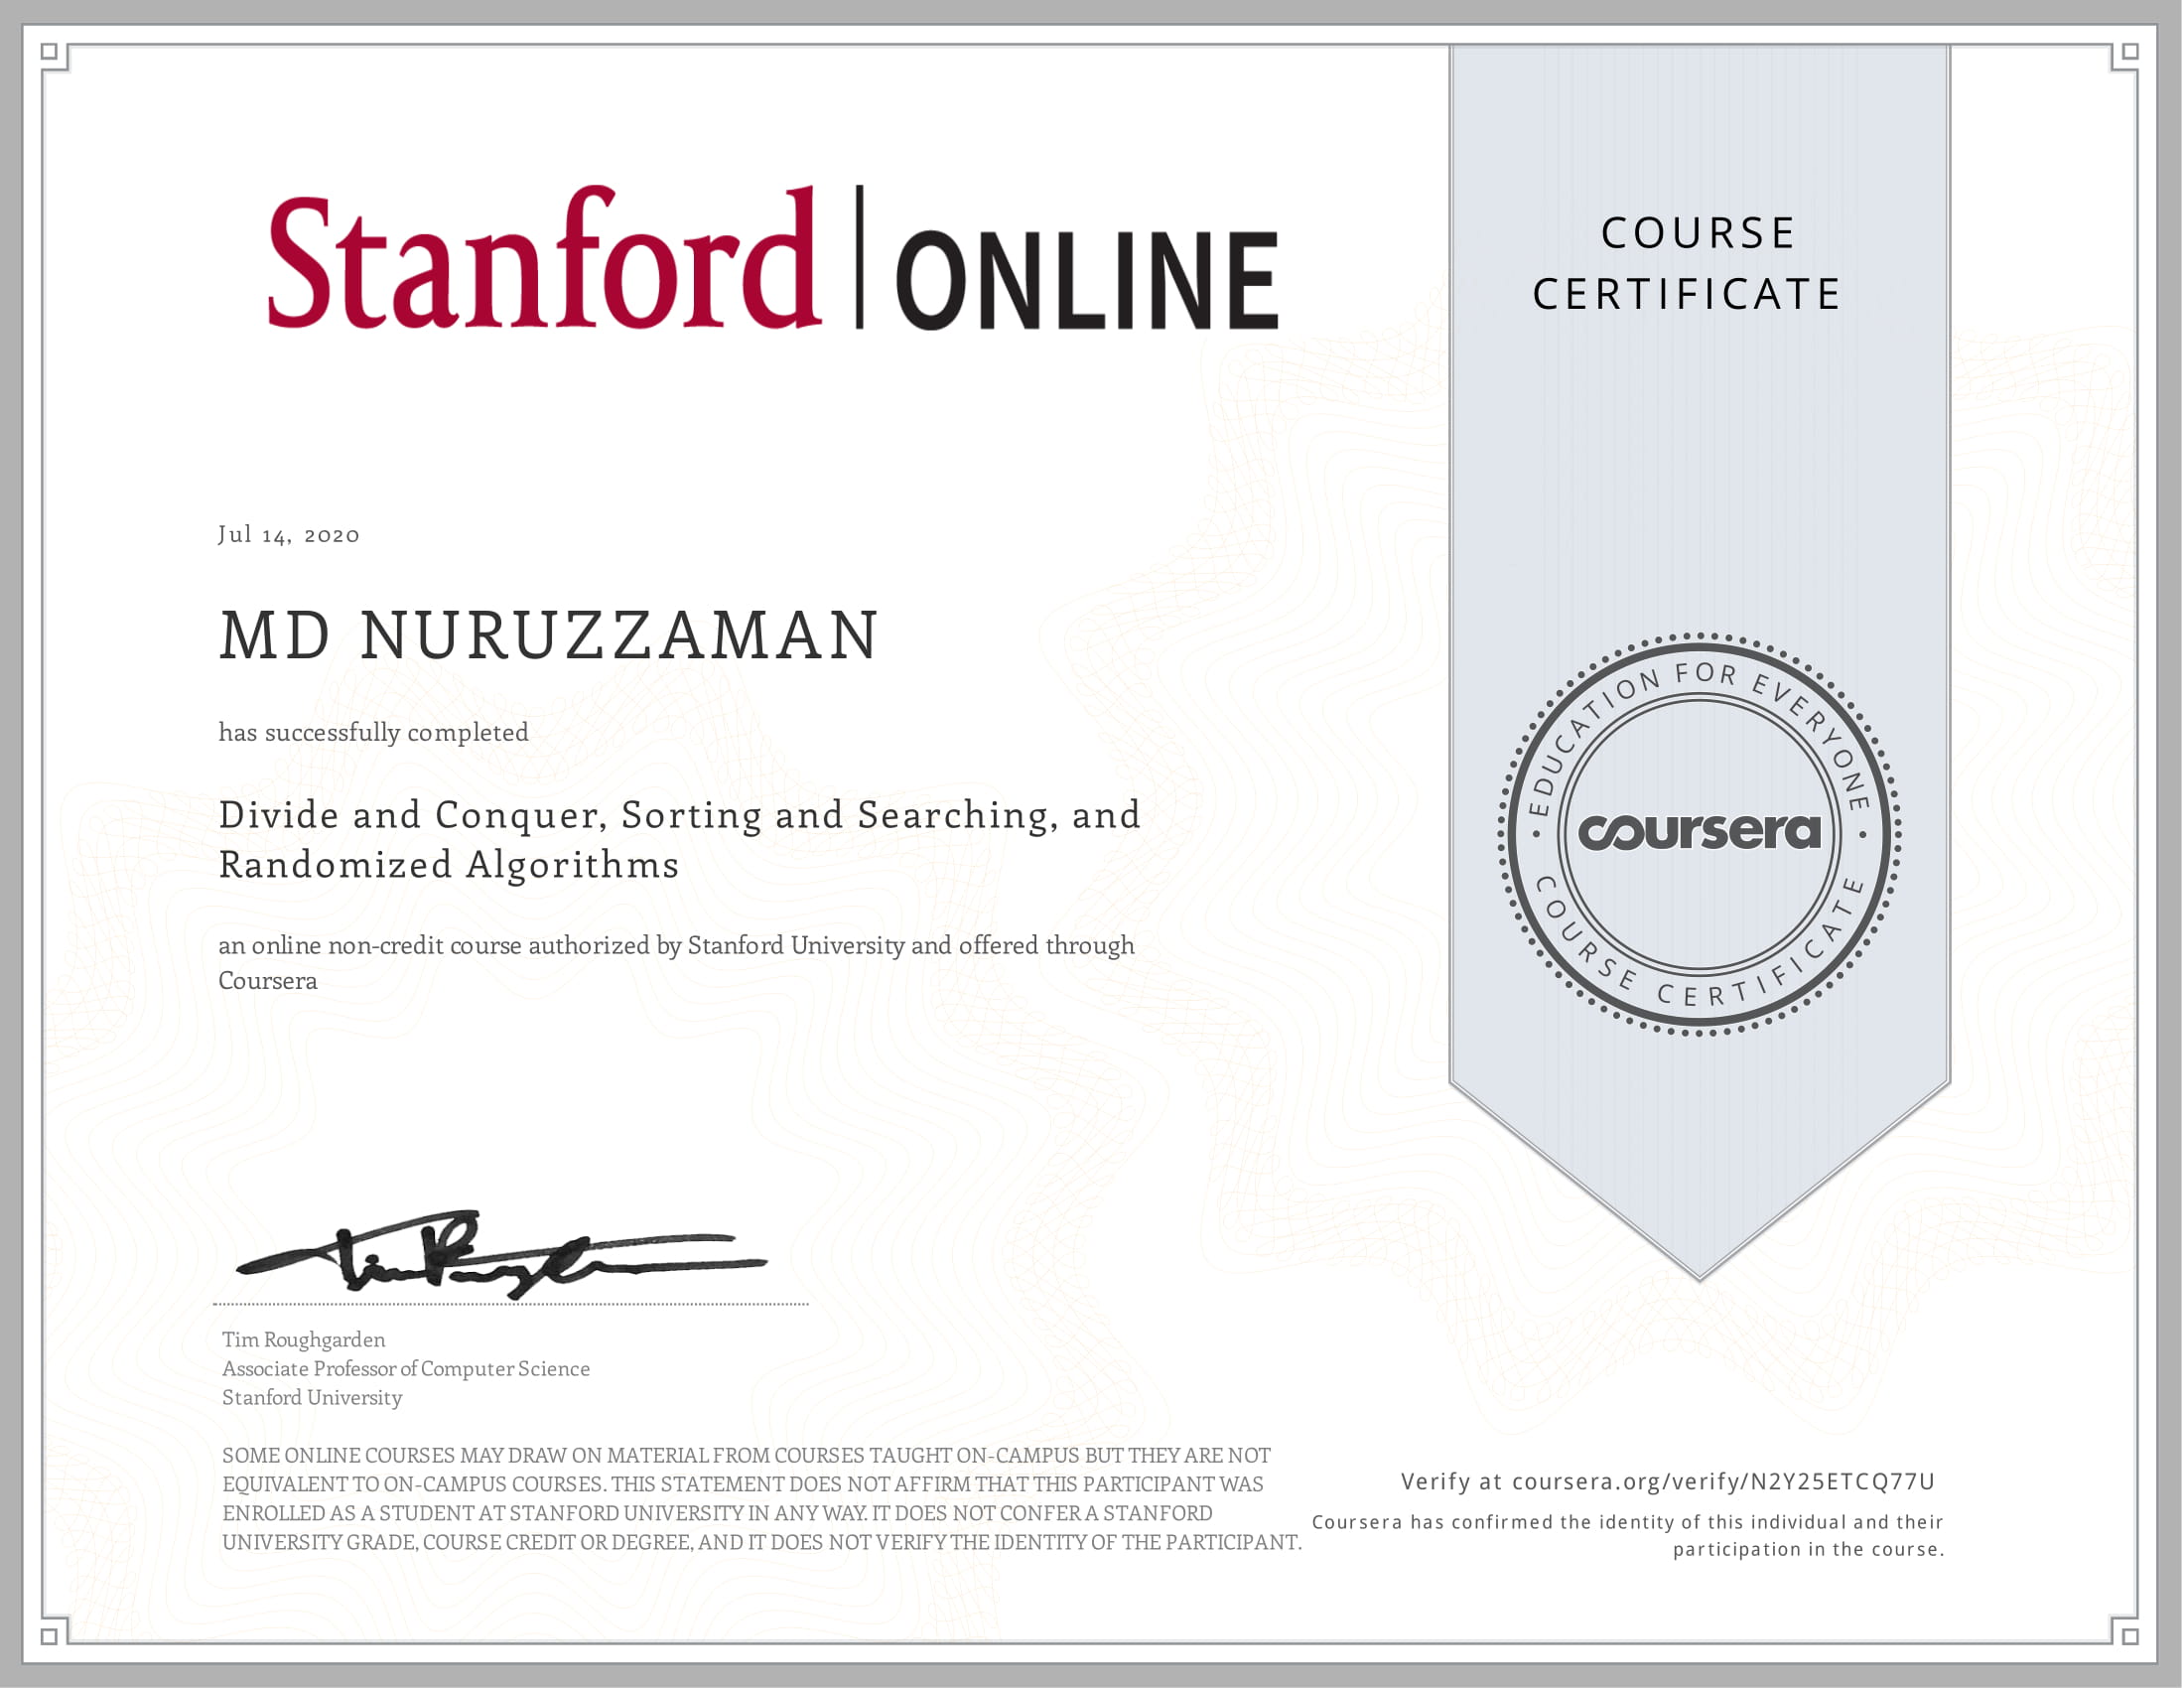 Stanford | ONLINE
COURSE
CERTIFICATE
Jul 14, 2020
MD NURUZZAMAN
has successfully completed
Divide and Conquer, Sorting and Searching, and
Randomized Algorithms
an online non-credit course authorized by Stanford University and offered through
Coursera
• EDUCATION FOR EVERYONE •
coursera
COURSE CERTIFICATE
Tim Roughgarden
Associate Professor of Computer Science
Stanford University
SOME ONLINE COURSES MAY DRAW ON MATERIAL FROM COURSES TAUGHT ON-CAMPUS BUT THEY ARE NOT
EQUIVALENT TO ON-CAMPUS COURSES. THIS STATEMENT DOES NOT AFFIRM THAT THIS PARTICIPANT WAS
ENROLLED AS A STUDENT AT STANFORD UNIVERSITY IN ANY WAY. IT DOES NOT CONFER A STANFORD
UNIVERSITY GRADE, COURSE CREDIT OR DEGREE, AND IT DOES NOT VERIFY THE IDENTITY OF THE PARTICIPANT.
Verify at coursera.org/verify/N2Y25ETCQ77U
Coursera has confirmed the identity of this individual and their
participation in the course.